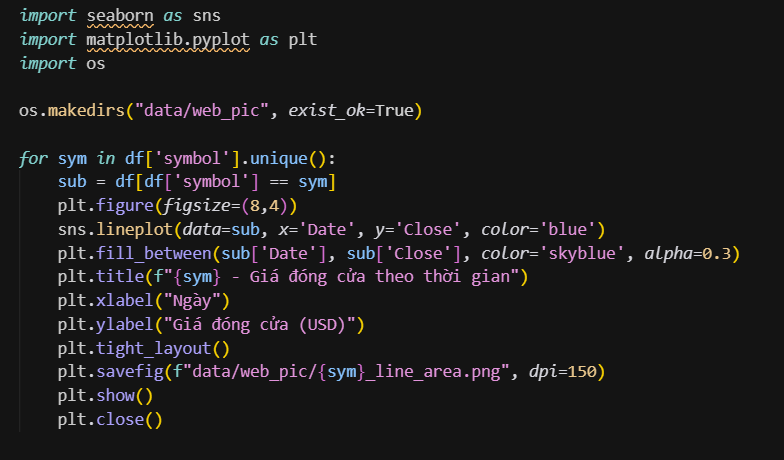 import seaborn as sns
import matplotlib.pyplot as plt
import os
os.makedirs("data/web_pic", exist_ok=True)
for sym in df['symbol'].unique():
sub = df[df['symbol'] == sym]
plt.figure(figsize=(8,4))
sns.lineplot(data=sub, x='Date', y='Close', color='blue')
plt.fill_between(sub['Date'], sub['Close'], color='skyblue', alpha=0.3)
plt.title(f"{sym} - Giá đóng cửa theo thời gian")
plt.xlabel("Ngày")
plt.ylabel("Giá đóng cửa (USD)")
plt.tight_layout()
plt.savefig(f"data/web_pic/{sym}_line_area.png", dpi=150)
plt.show()
plt.close()